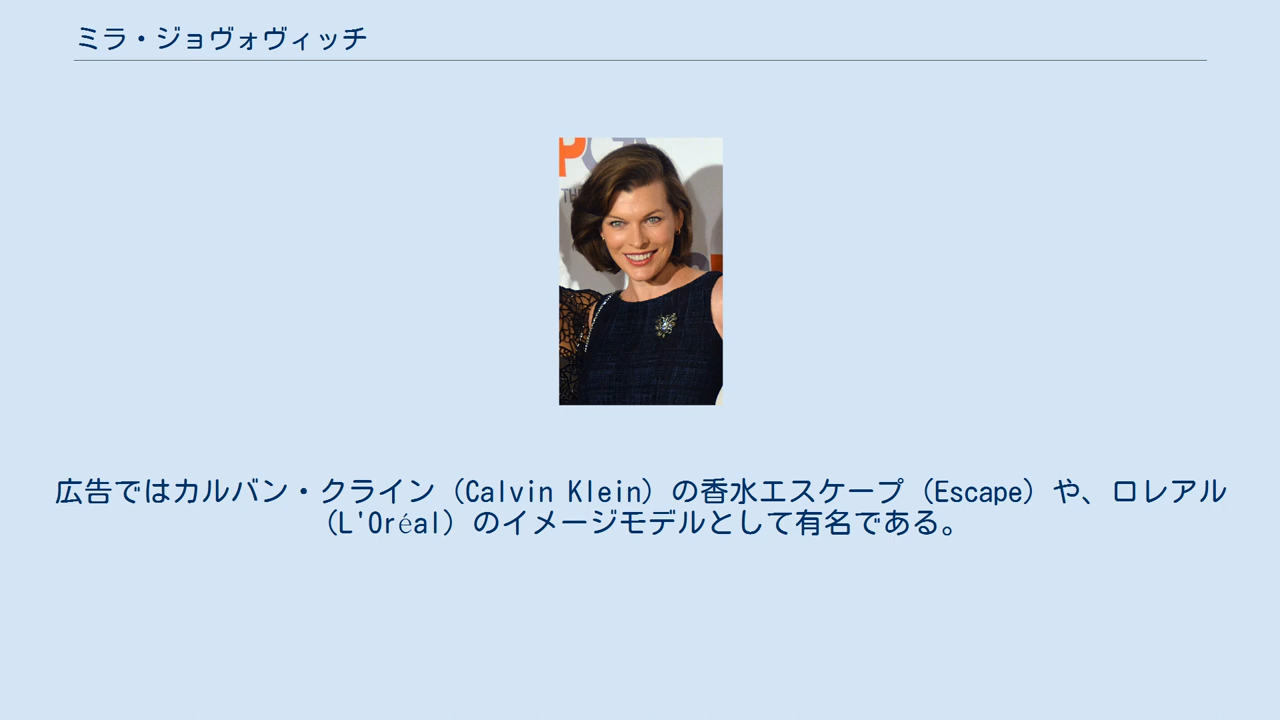 ミラ・ジョヴォヴィッチ
PG
THE
広告ではカルバン・クライン（Calvin Klein）の香水エスケープ（Escape）や、ロレアル
（L'Oréal）のイメージモデルとして有名である。